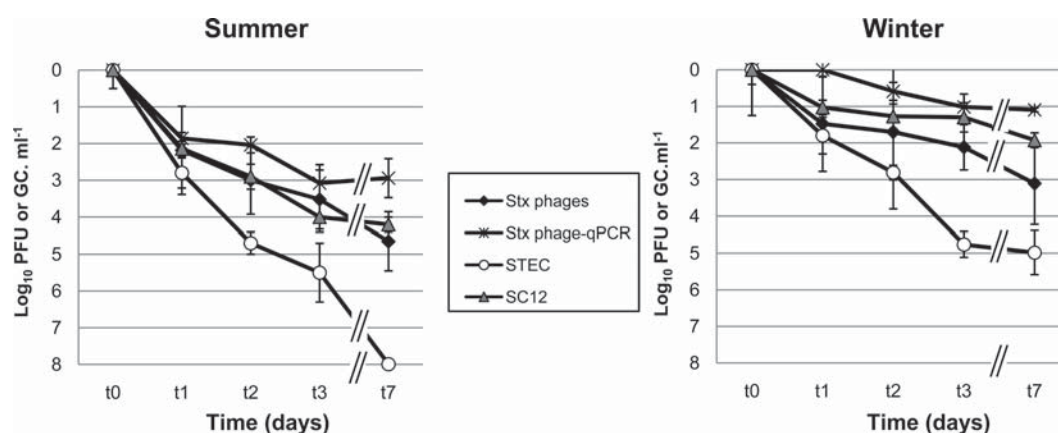 Summer
Log10 PFU or GC. ml-1
0
1
2
3
4
5
6
7
8
t0 t1 t2 t3 t7
Time (days)
Stx phages
Stx phage-qPCR
STEC
SC12
Winter
Log10 PFU or GC.ml-1
0
1
2
3
4
5
6
7
8
t0 t1 t2 t3 t7
Time (days)